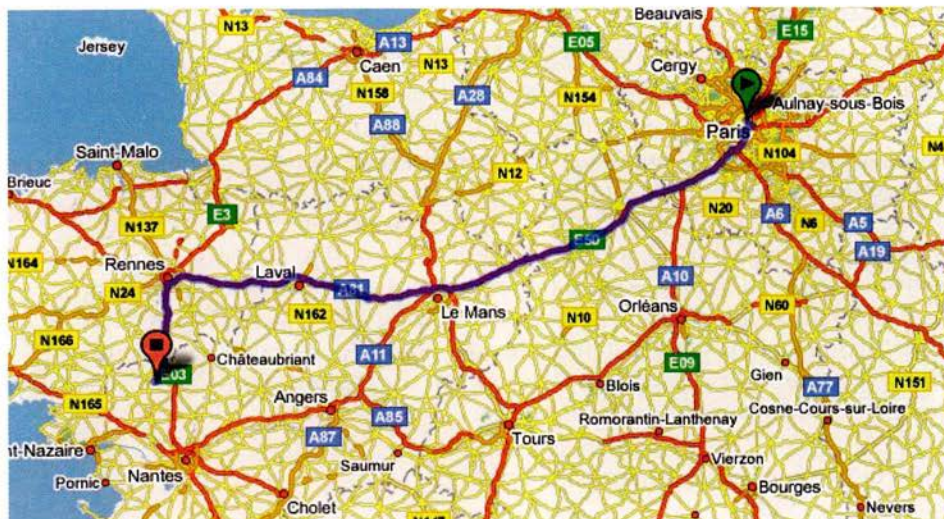 Beauvais
E15
N13
A13
E05
Jersey
Caen
N13
Cergy
A84
N158
A28
N154
Aulnay-sous-Bois
A88
Paris
N104
Saint-Malo
N4
N12
Brieuc
E3
N20
A6
N6
A5
N137
A19
N164
Rennes
E50
Laval
A10
N24
A81
Orléans
N162
Le Mans
N60
N10
N166
Châteaubriant
A11
Gien
E03
E09
A77
N151
Blois
N165
Angers
A85
Cosne-Cours-sur-Loire
Romorantin-Lanthenay
A87
Tours
nt-Nazaire
Saumur
Vierzon
Nantes
Pornic
Bourges
Cholet
Nevers